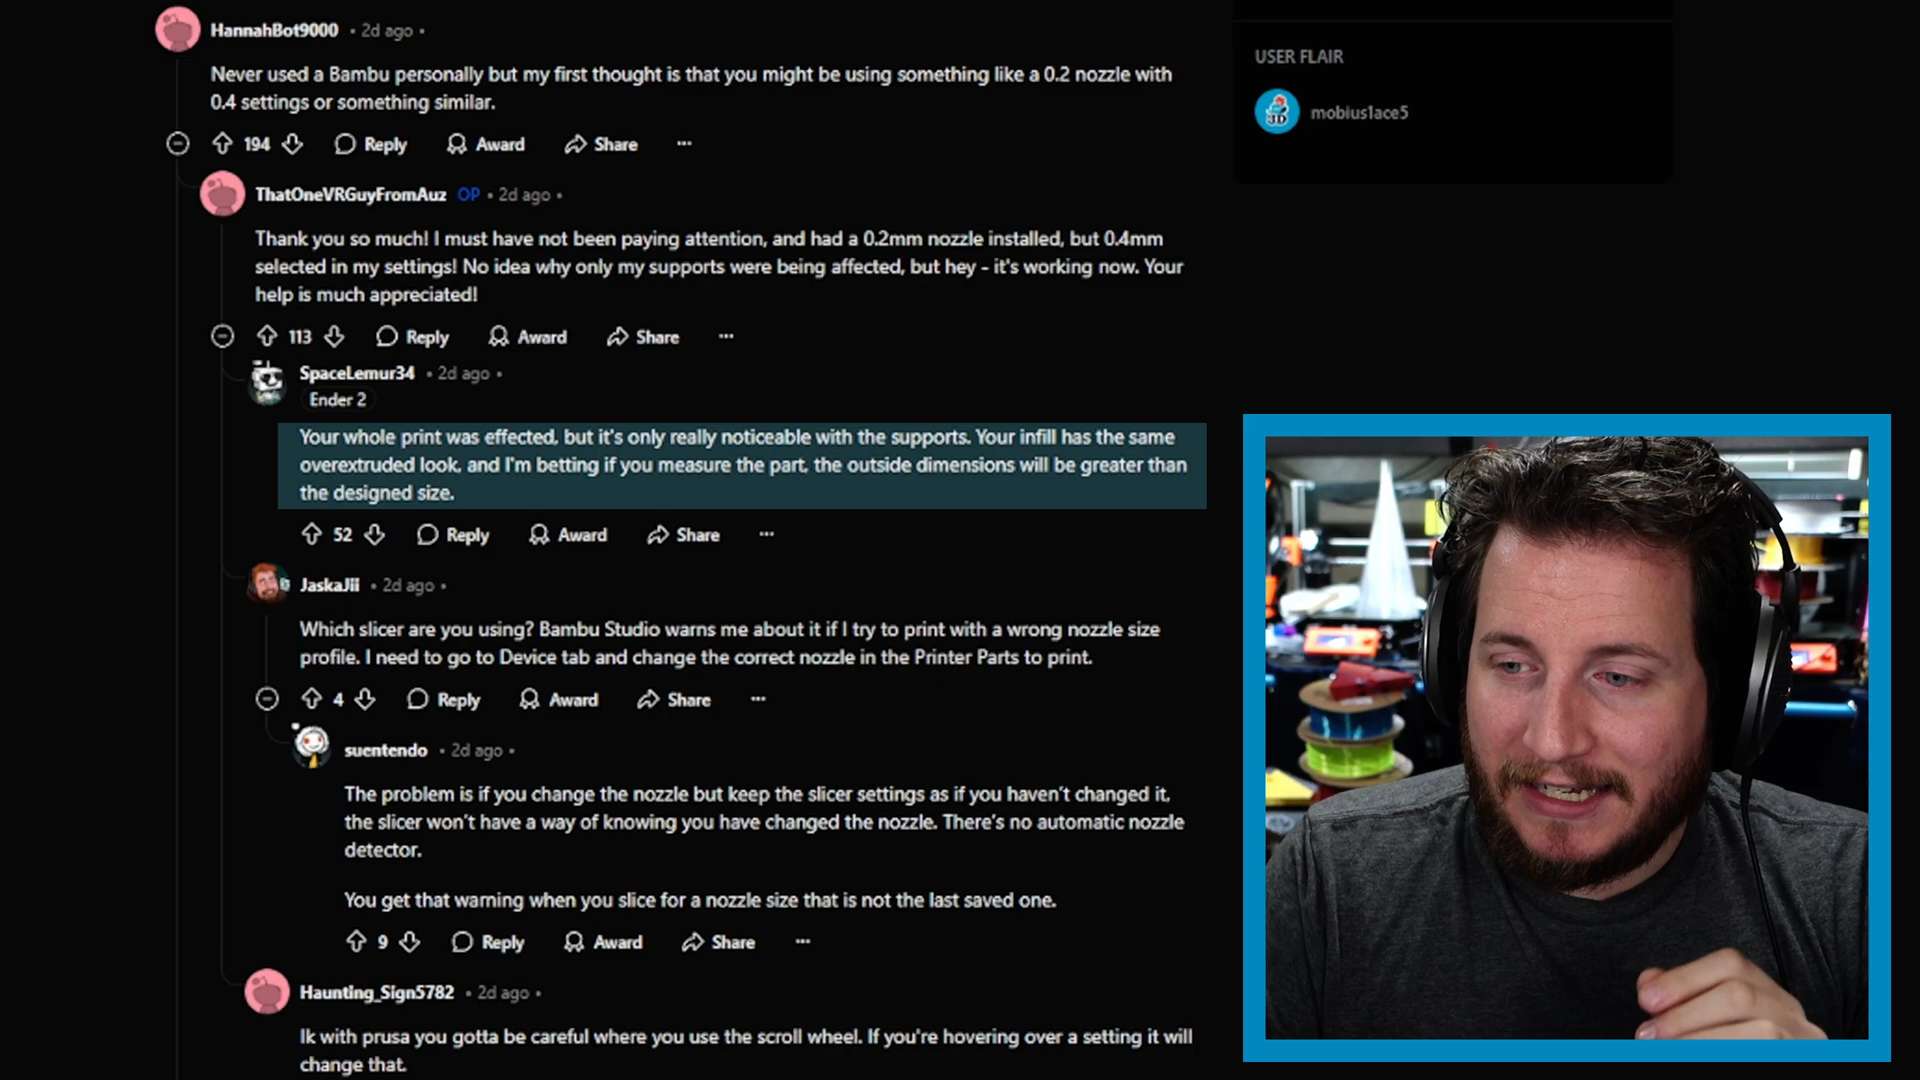 HannahBot9000 • 2d ago •
Never used a Bambu personally but my first thought is that you might be using something like a 0.2 nozzle with
0.4 settings or something similar.
194 Reply Award Share ...
ThatOneVRGuyFromAuz OP • 2d ago •
Thank you so much! I must have not been paying attention, and had a 0.2mm nozzle installed, but 0.4mm
selected in my settings! No idea why only my supports were being affected, but hey - it's working now. Your
help is much appreciated!
113 Reply Award Share ...
SpaceLemur34 • 2d ago •
Ender 2
Your whole print was effected, but it's only really noticeable with the supports. Your infill has the same
overextruded look, and I'm betting if you measure the part, the outside dimensions will be greater than
the designed size.
52 Reply Award Share ...
JaskaJii • 2d ago •
Which slicer are you using? Bambu Studio warns me about it if I try to print with a wrong nozzle size
profile. I need to go to Device tab and change the correct nozzle in the Printer Parts to print.
4 Reply Award Share ...
suentendo • 2d ago •
The problem is if you change the nozzle but keep the slicer settings as if you haven't changed it,
the slicer won't have a way of knowing you have changed the nozzle. There's no automatic nozzle
detector.
You get that warning when you slice for a nozzle size that is not the last saved one.
9 Reply Award Share ...
Haunting_Sign5782 • 2d ago •
Ik with prusa you gotta be careful where you use the scroll wheel. If you're hovering over a setting it will
change that.
USER FLAIR
3D
mobius1ace5